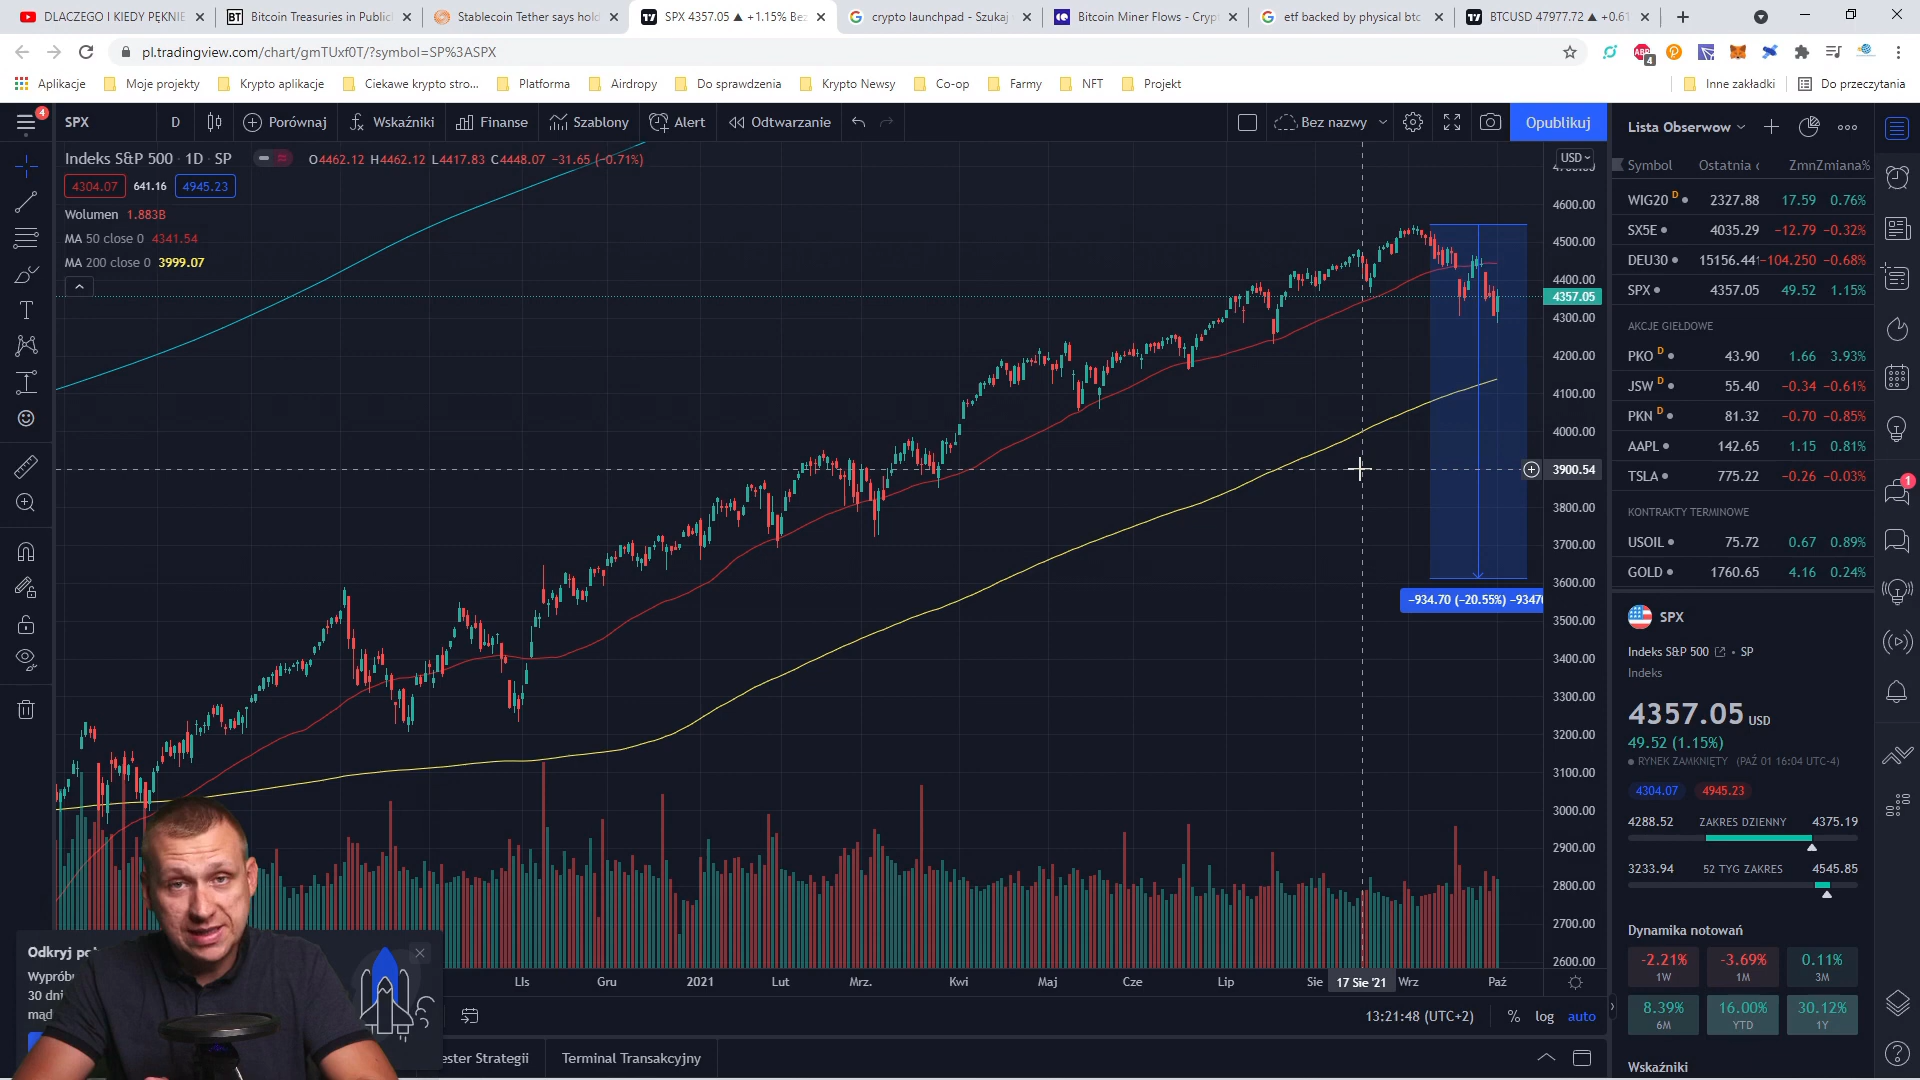 DLACZEGO I KIEDY PĘKNIE
Bitcoin Treasuries in Public
Stablecoin Tether says hold
SPX 4357.05 ▲ +1.15% Bez
crypto launchpad - Szukaj
Bitcoin Miner Flows - Crypt
etf backed by physical btc
BTCUSD 47977.72 ▲ +0.61
pl.tradingview.com/chart/gmTUxf0T/?symbol=SP%3ASPX
Aplikacje
Moje projekty
Krypto aplikacje
Ciekawe krypto stro...
Platforma
Airdropy
Do sprawdzenia
Krypto Newsy
Co-op
Farmy
NFT
Projekt
Inne zakładki
Do przeczytania
4
SPX
D
Porównaj
Wskaźniki
Finanse
Szablony
Alert
Odtwarzanie
Bez nazwy
Opublikuj
Indeks S&P 500 · 1D · SP
O4462.12 H4462.12 L4417.83 C4448.07 −31.65 (−0.71%)
4304.07 641.16 4945.23
Wolumen 1.883B
MA 50 close 0 4341.54
MA 200 close 0 3999.07
USD
4600.00
4500.00
4400.00
4357.05
4300.00
4200.00
4100.00
4000.00
3900.54
3800.00
3700.00
3600.00
3500.00
3400.00
3300.00
3200.00
3100.00
3000.00
2900.00
2800.00
2700.00
2600.00
−934.70 (−20.55%) −9347
Lis
Gru
2021
Lut
Mrz.
Kwi
Maj
Cze
Lip
Sie
17 Sie '21
Wrz
Paź
13:21:48 (UTC+2)
%
log
auto
ester Strategii
Terminal Transakcyjny
Odkryj po
Wypróbu
30 dni
mąd
Lista Obserwow
Symbol Ostatnia c Zmn Zmiana%
WIG20 D 2327.88 17.59 0.76%
SX5E 4035.29 −12.79 −0.32%
DEU30 15156.441 −104.250 −0.68%
SPX 4357.05 49.52 1.15%
AKCJE GIEŁDOWE
PKO D 43.90 1.66 3.93%
JSW D 55.40 −0.34 −0.61%
PKN D 81.32 −0.70 −0.85%
AAPL 142.65 1.15 0.81%
TSLA 775.22 −0.26 −0.03%
KONTRAKTY TERMINOWE
USOIL 75.72 0.67 0.89%
GOLD 1760.65 4.16 0.24%
SPX
Indeks S&P 500 • SP
Indeks
4357.05 USD
49.52 (1.15%)
RYNEK ZAMKNIĘTY (PAŹ 01 16:04 UTC-4)
4304.07 4945.23
4288.52 ZAKRES DZIENNY 4375.19
3233.94 52 TYG ZAKRES 4545.85
Dynamika notowań
-2.21% -3.69% 0.11%
1W 1M 3M
8.39% 16.00% 30.12%
6M YTD 1Y
Wskaźniki
1